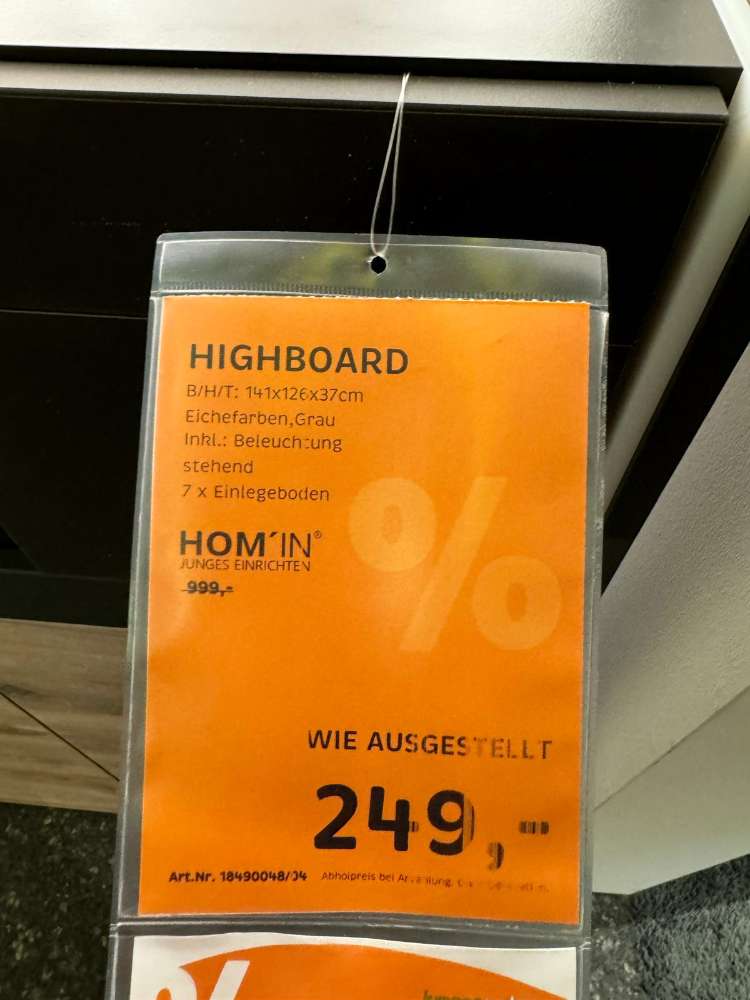 HIGHBOARD
B/H/T: 141x126x37cm
Eichefarben,Grau
Inkl.: Beleuchtung
stehend
7 x Einlegeboden
%
HOM´IN®
JUNGES EINRICHTEN
999,-
WIE AUSGESTELLT
249,-
Art.Nr. 18490048/04 Abholpreis bei
%